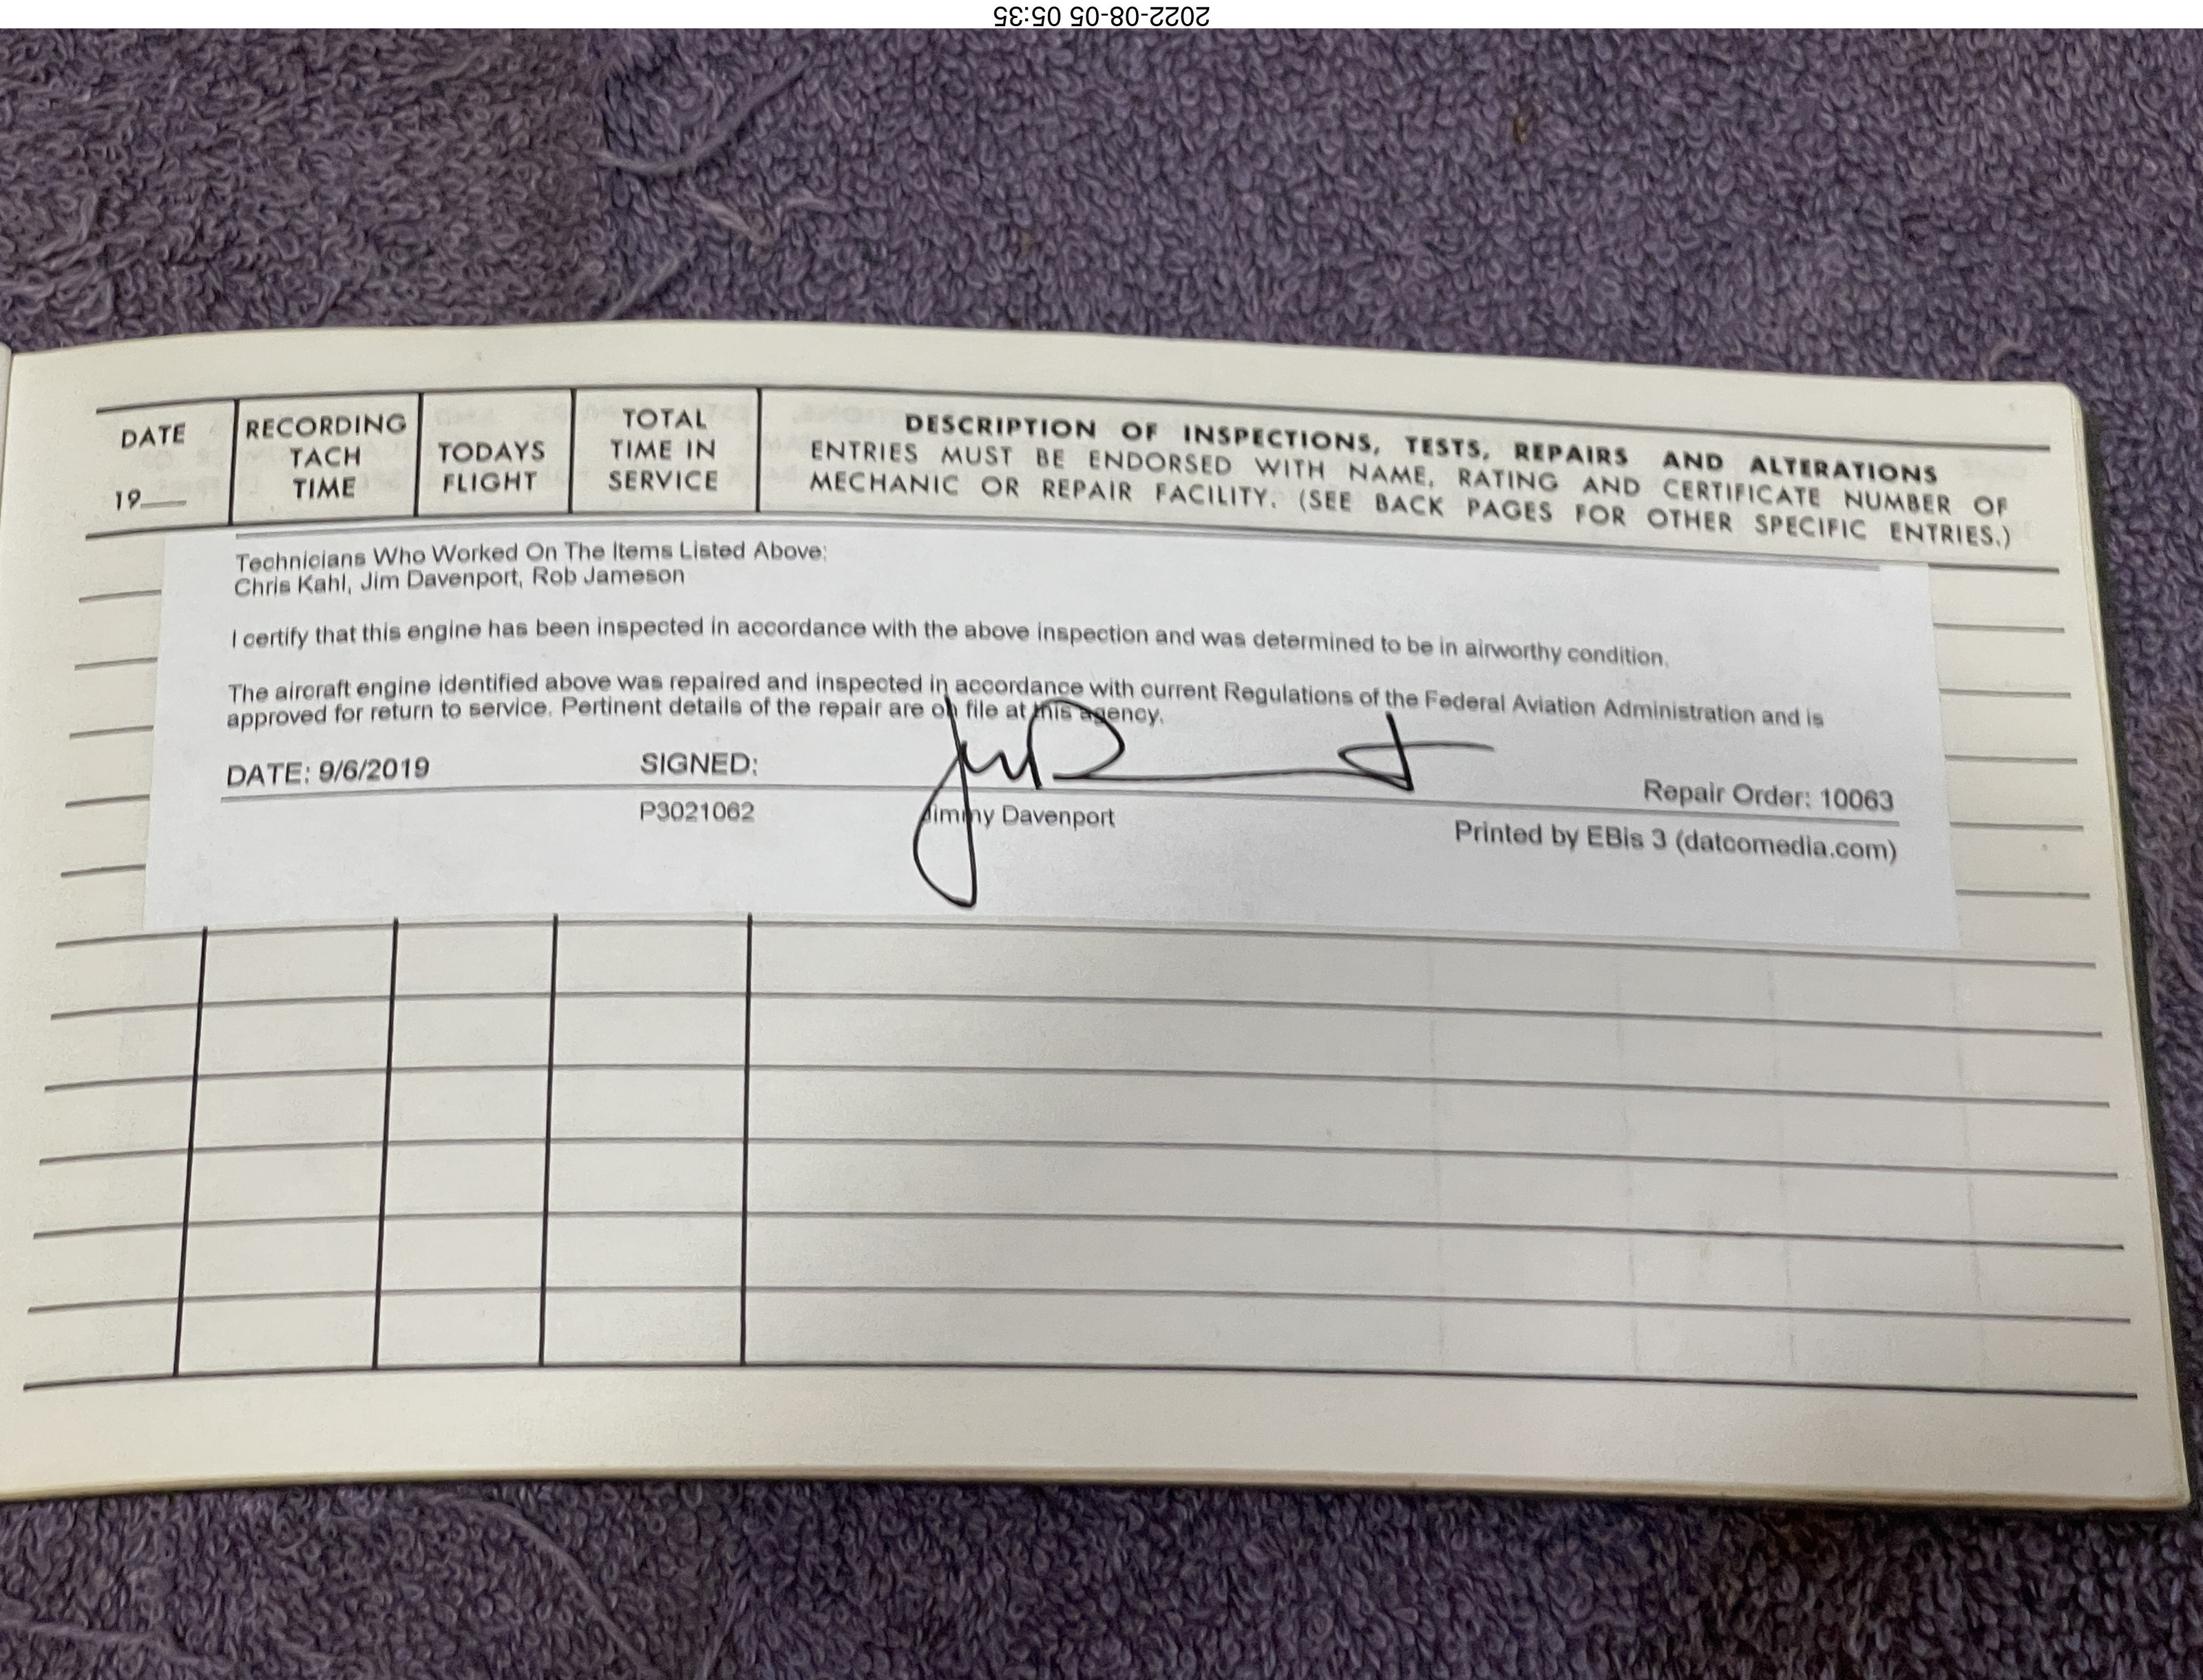 2022-08-05 05:35
DATE
19
RECORDING
TACH
TIME
TODAYS
FLIGHT
TOTAL
TIME IN
SERVICE
DESCRIPTION OF INSPECTIONS, TESTS, REPAIRS AND ALTERATIONS
ENTRIES MUST BE ENDORSED WITH NAME, RATING AND CERTIFICATE NUMBER OF
MECHANIC OR REPAIR FACILITY. (SEE BACK PAGES FOR OTHER SPECIFIC ENTRIES.)
Technicians Who Worked On The Items Listed Above:
Chris Kahl, Jim Davenport, Rob Jameson
I certify that this engine has been inspected in accordance with the above inspection and was determined to be in airworthy condition.
The aircraft engine identified above was repaired and inspected in accordance with current Regulations of the Federal Aviation Administration and is
approved for return to service. Pertinent details of the repair are on file at this agency.
DATE: 9/6/2019 SIGNED:
Repair Order: 10063
P3021062 Jimmy Davenport
Printed by EBis 3 (datcomedia.com)